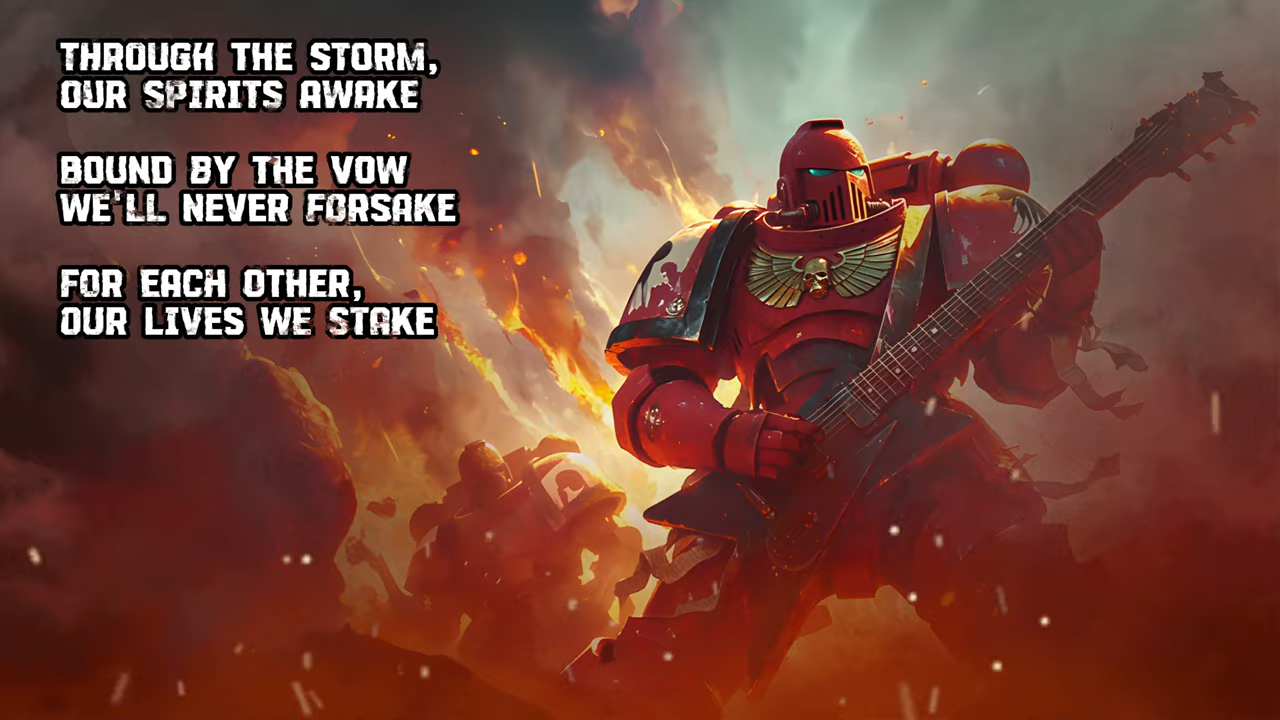 THROUGH THE STORM,
OUR SPIRITS AWAKE
BOUND BY THE VOW
WE'LL NEVER FORSAKE
FOR EACH OTHER,
OUR LIVES WE STAKE